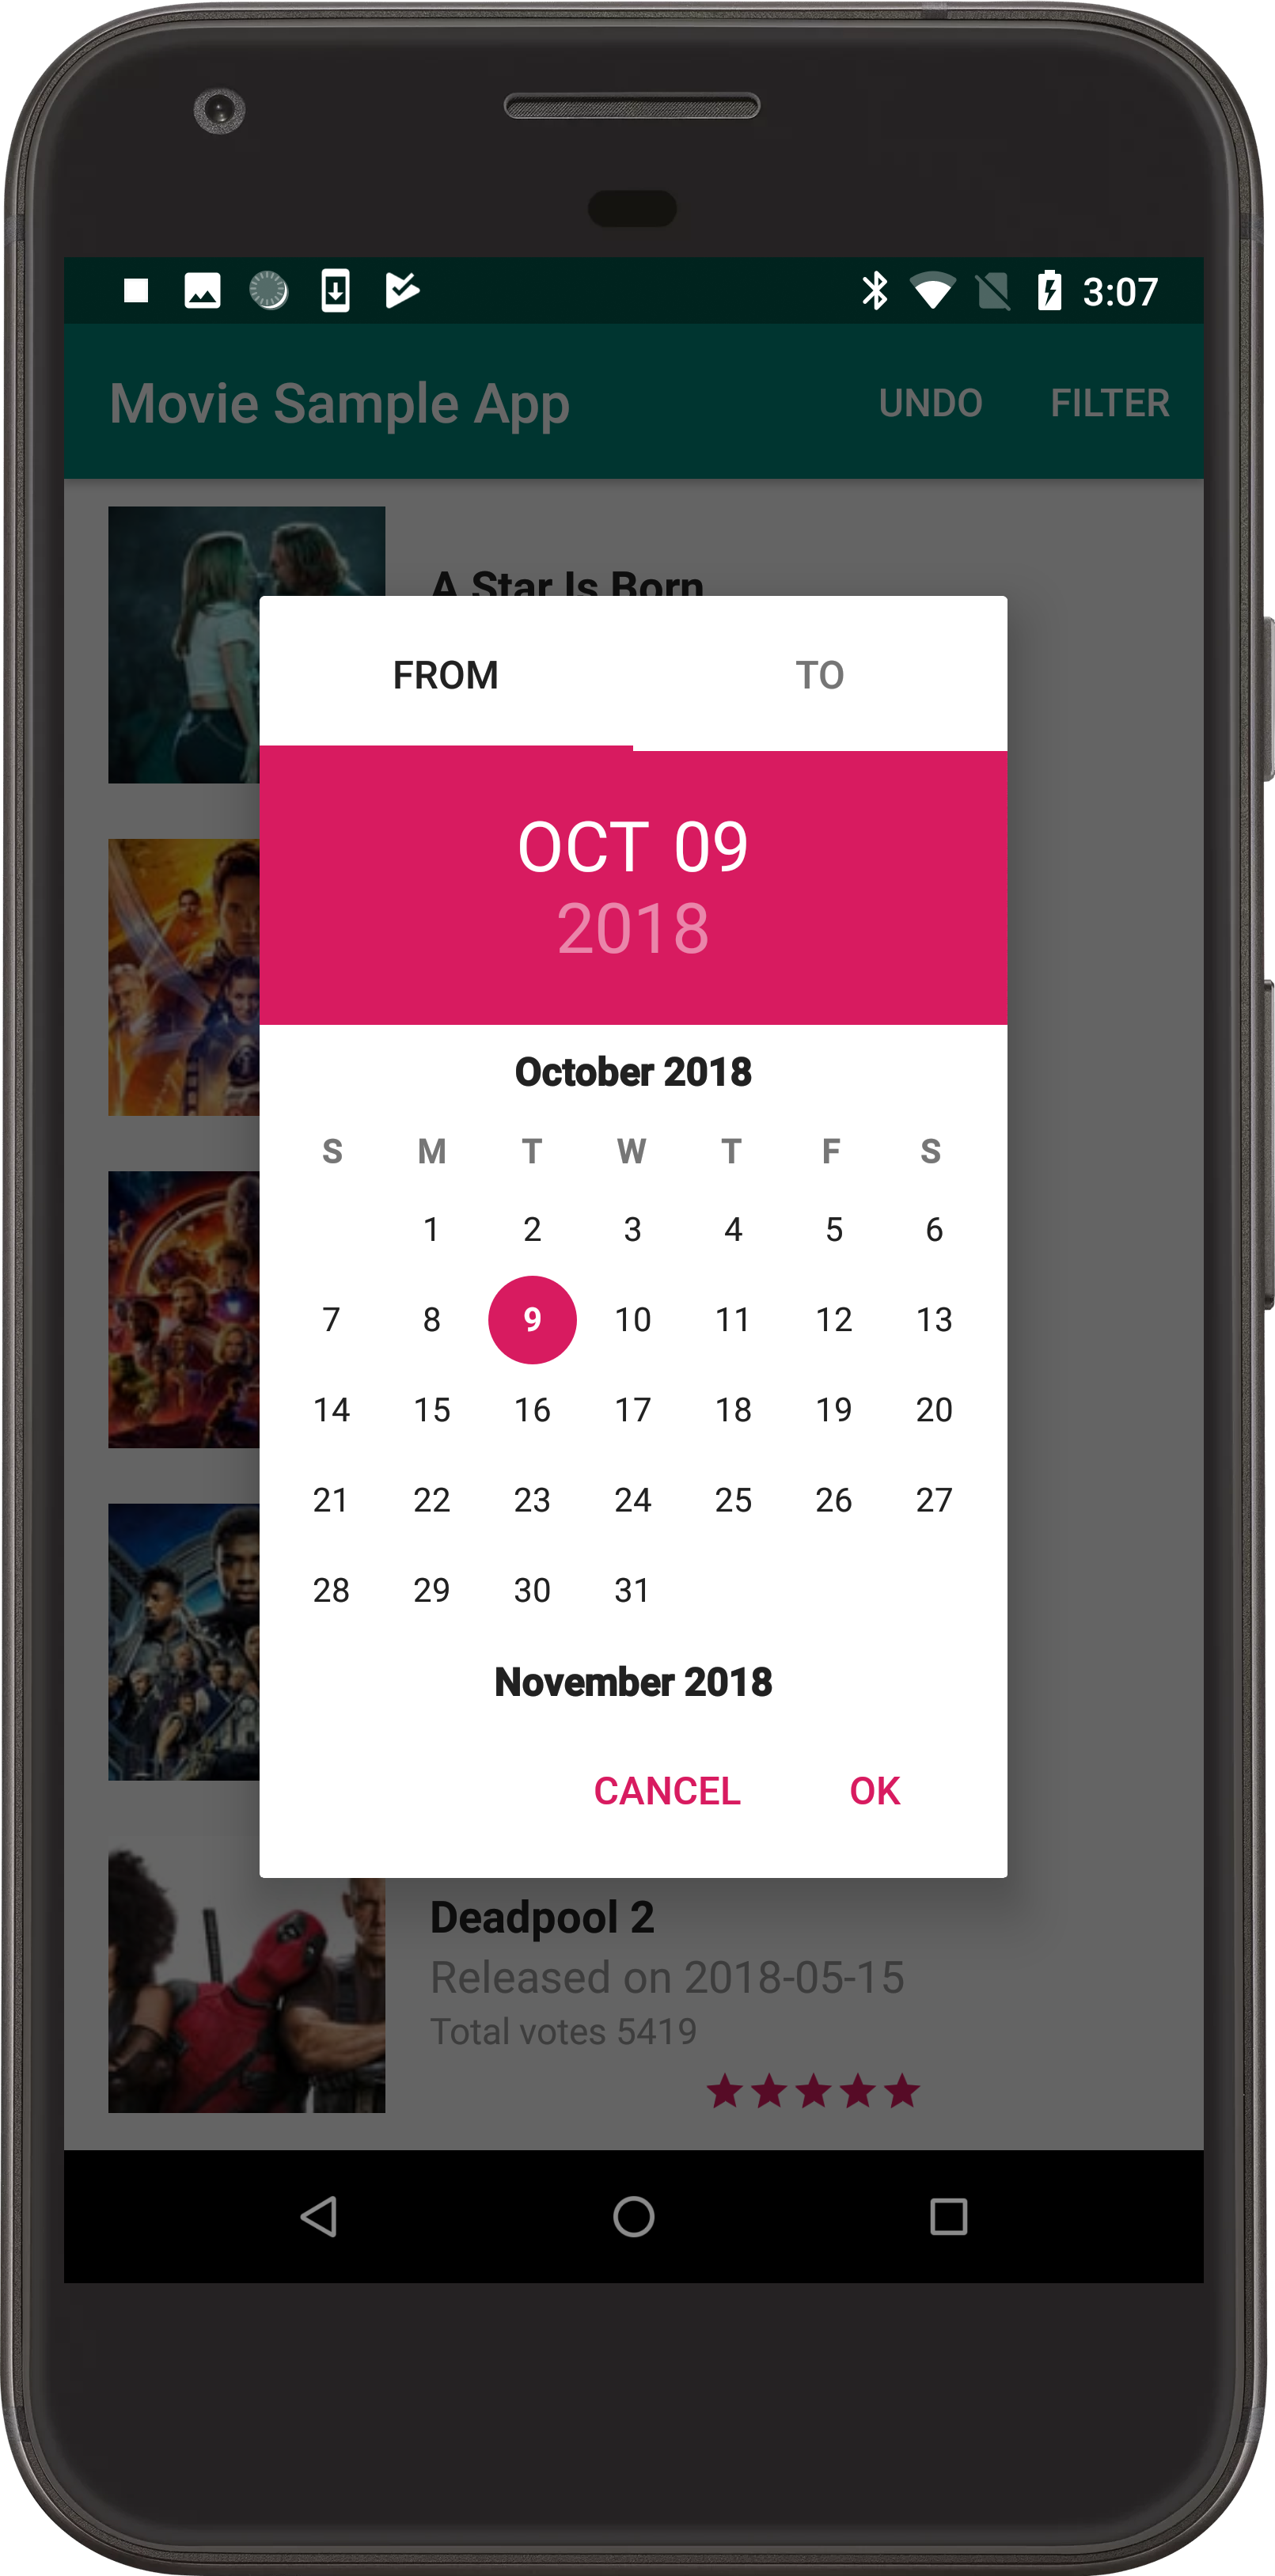 3:07
Movie Sample App UNDO FILTER
A Star Is Born
FROM TO
OCT 09
2018
October 2018
S M T W T F S
1 2 3 4 5 6
7 8 9 10 11 12 13
14 15 16 17 18 19 20
21 22 23 24 25 26 27
28 29 30 31
November 2018
CANCEL OK
Deadpool 2
Released on 2018-05-15
Total votes 5419